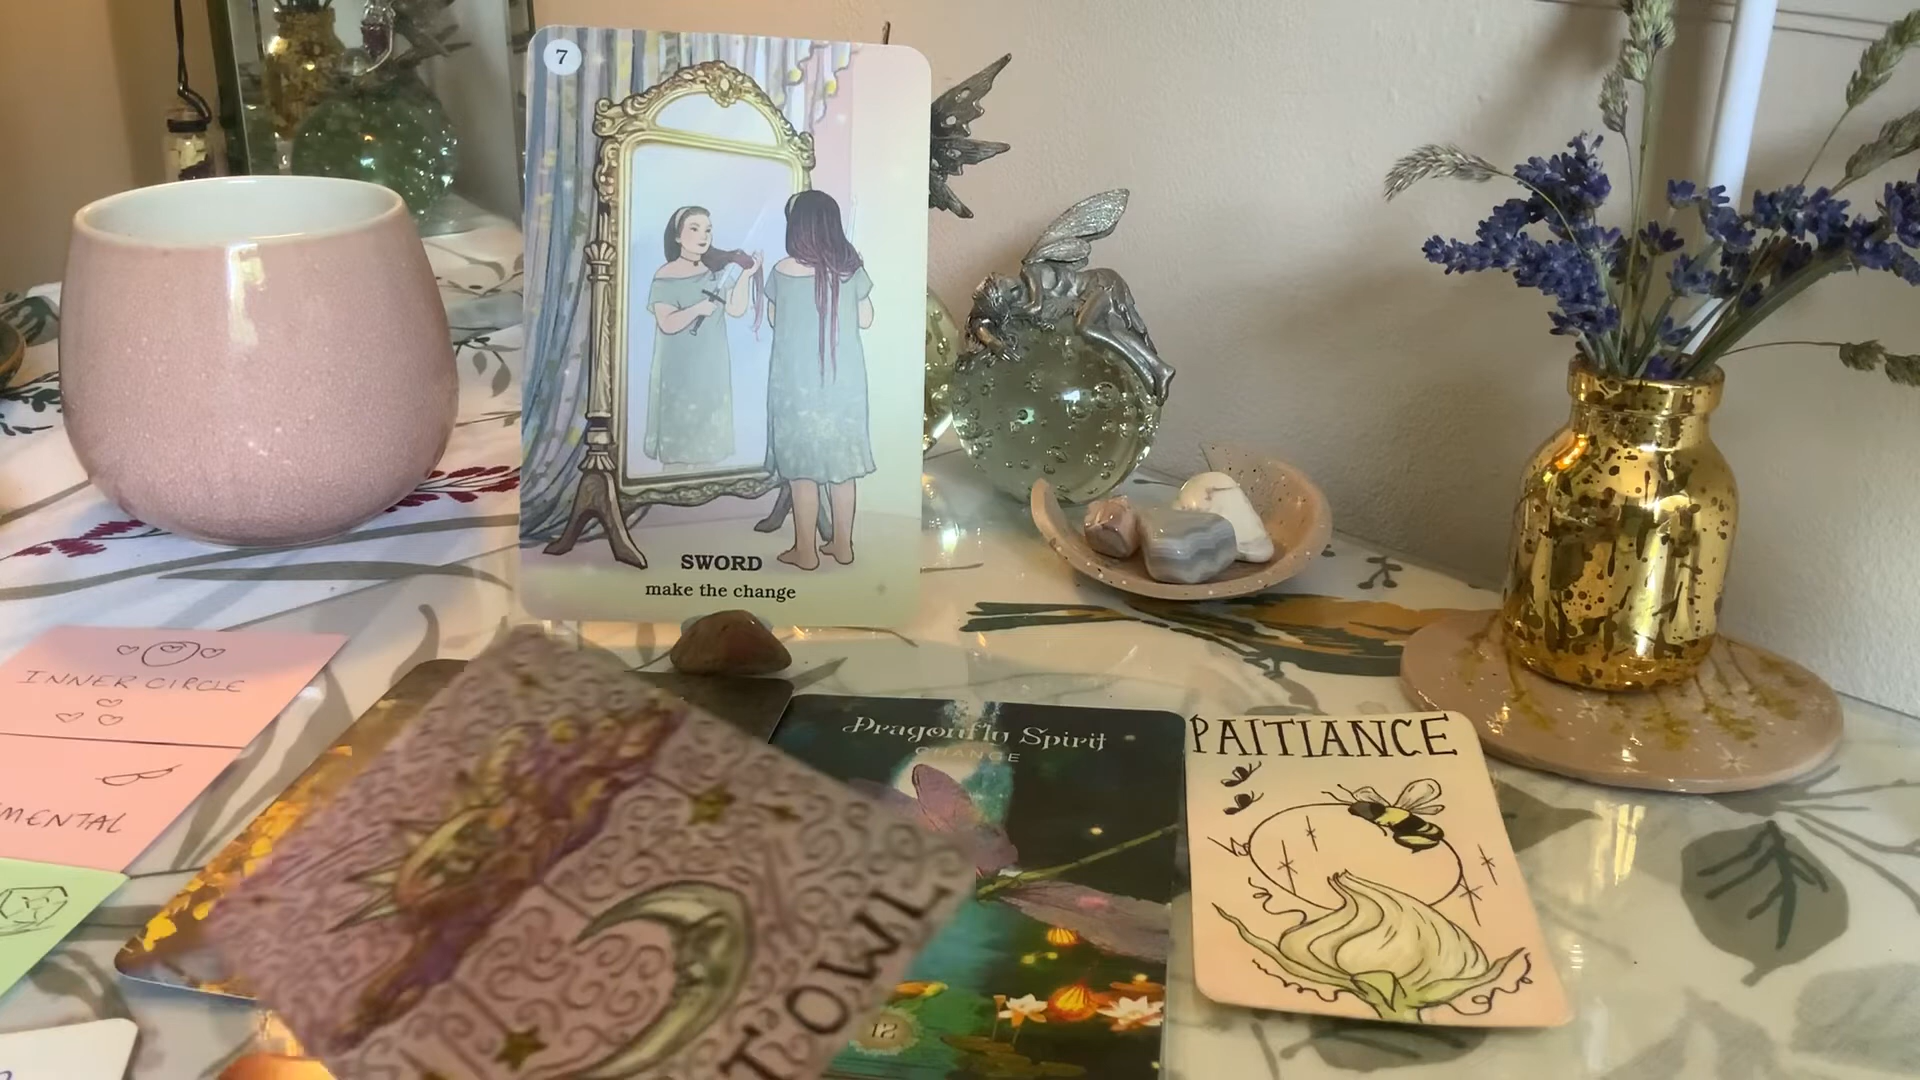 7
SWORD
make the change
INNER CIRCLE
MENTAL
Dragonfly Spirit
CHANGE
12
PAITIANCE
T'OWL